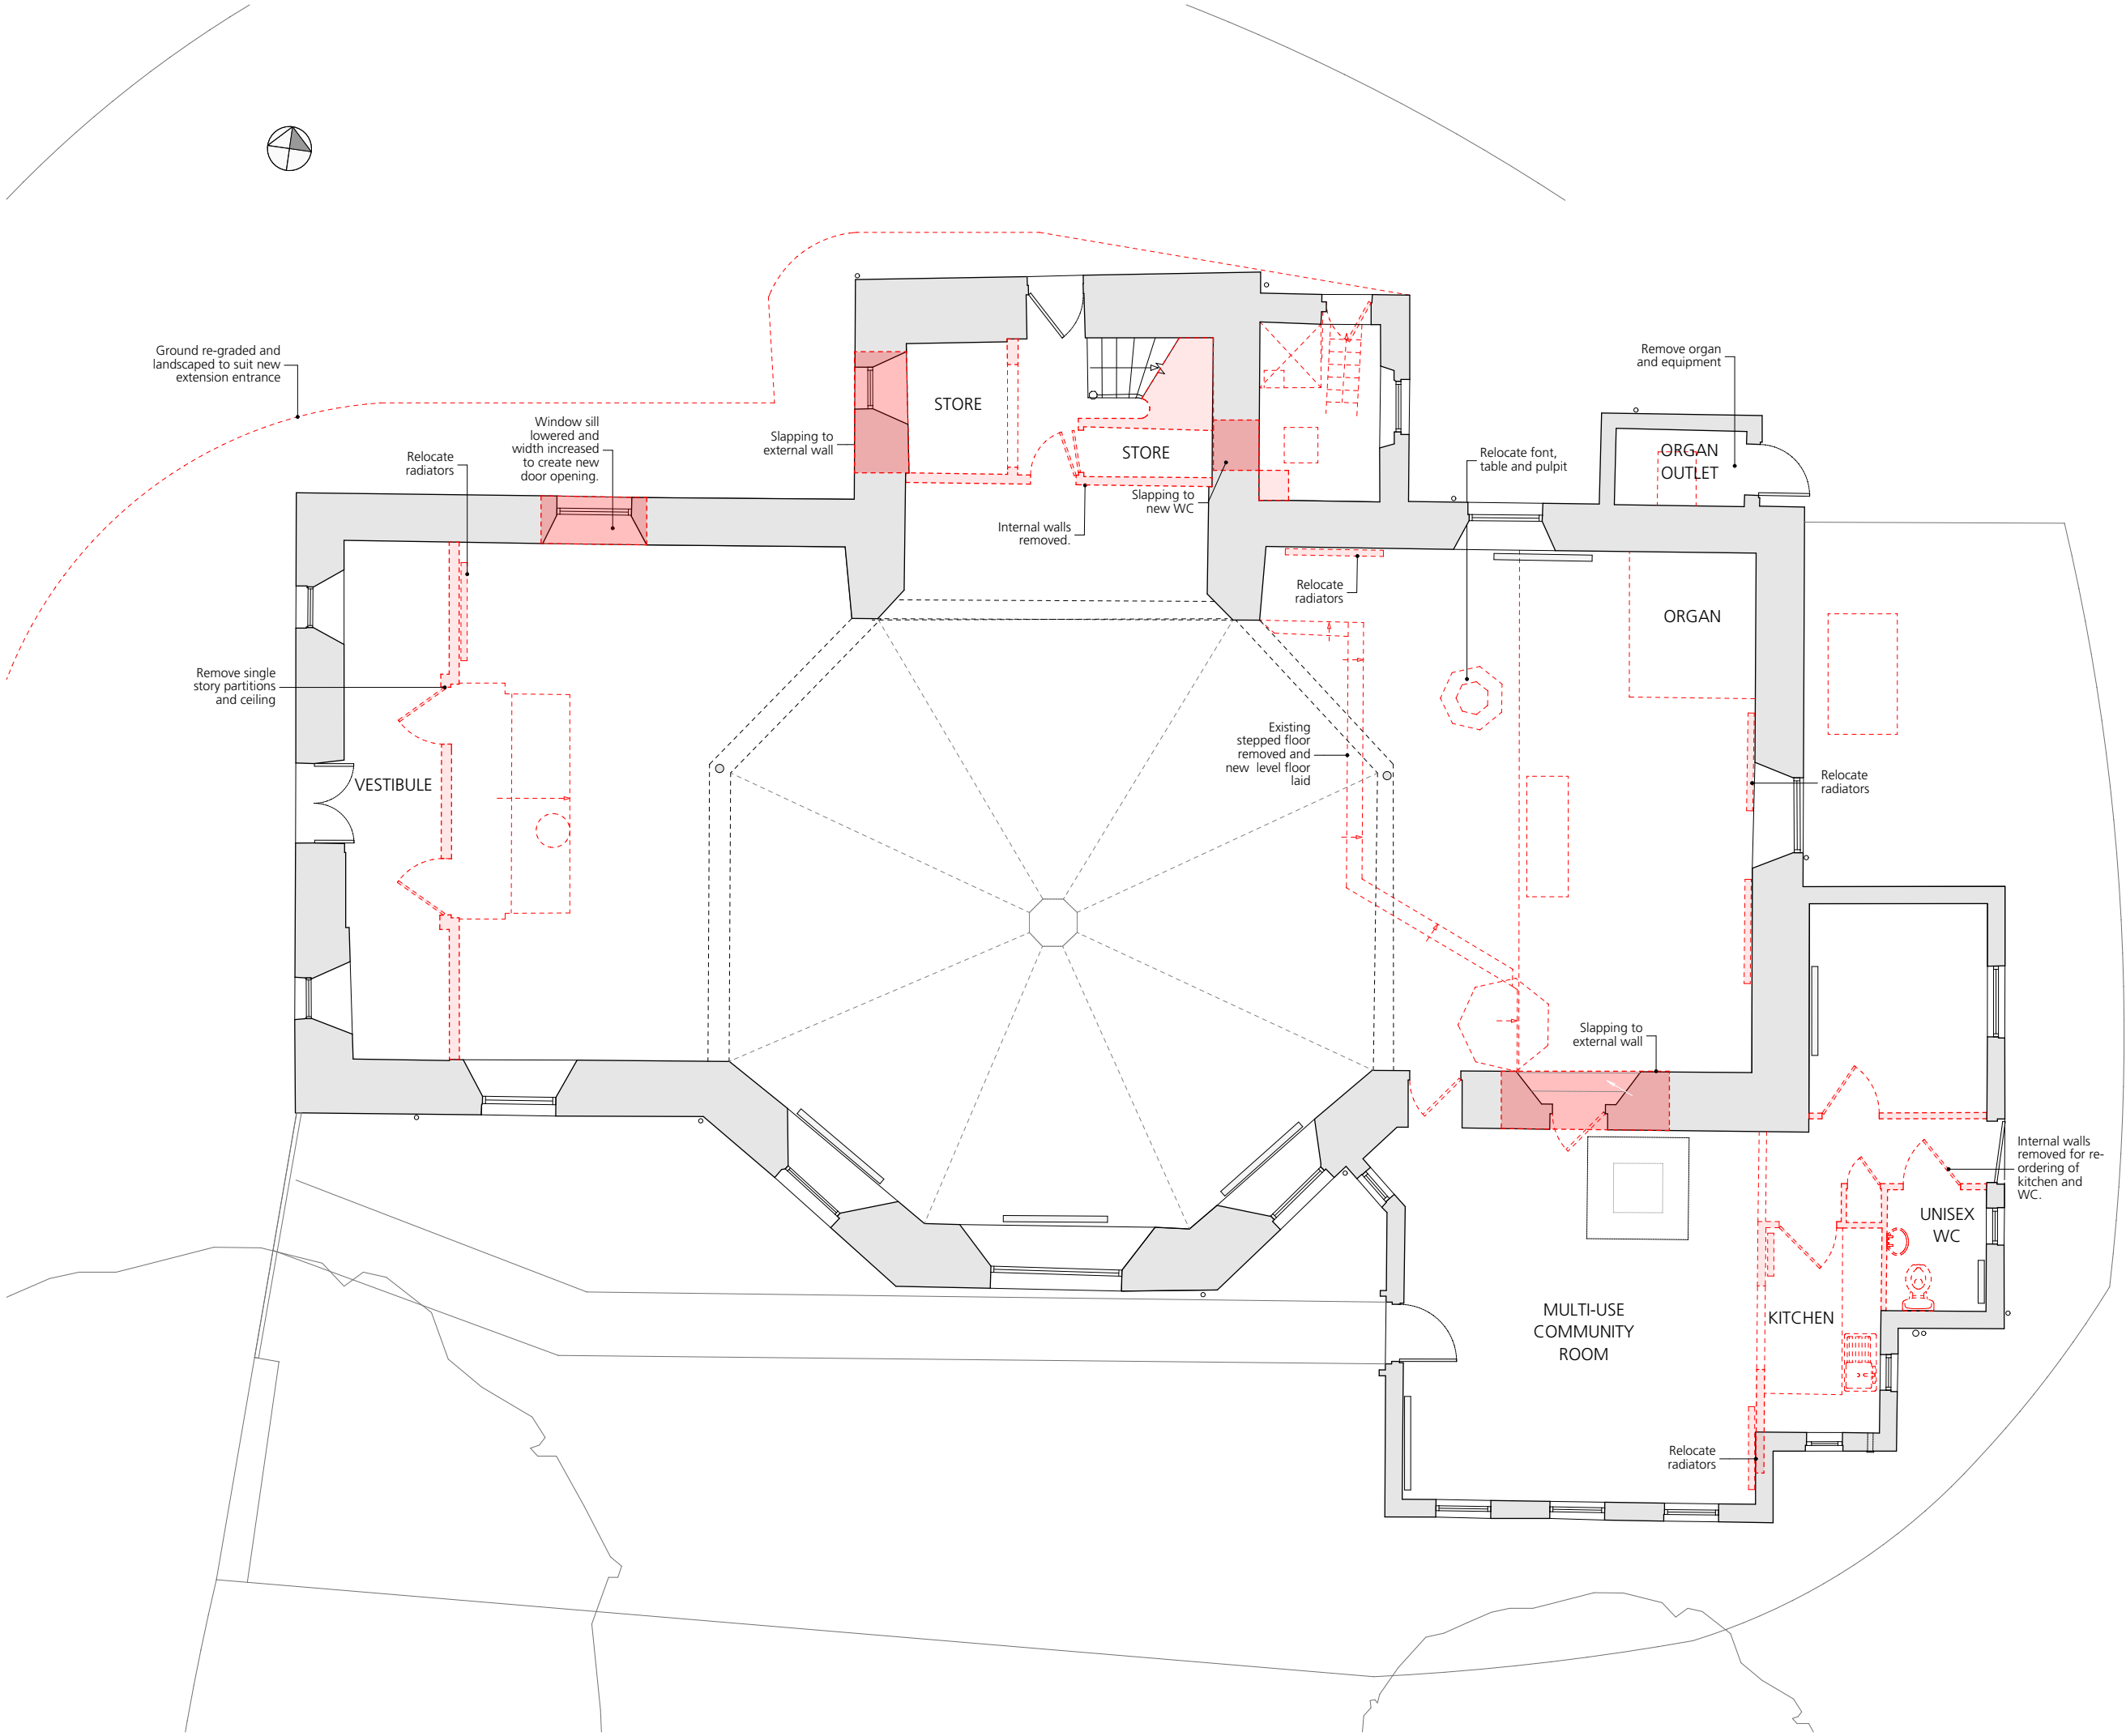 Ground re-graded and
landscaped to suit new
extension entrance
Relocate
radiators
Window sill
lowered and
width increased
to create new
door opening.
Slapping to
external wall
STORE
STORE
Internal walls
removed.
Slapping to
new WC
Relocate font,
table and pulpit
Remove organ
and equipment
ORGAN
OUTLET
Relocate
radiators
ORGAN
Remove single
story partitions
and ceiling
VESTIBULE
Existing
stepped floor
removed and
new level floor
laid
Relocate
radiators
Slapping to
external wall
Internal walls
removed for re-
ordering of
kitchen and
WC.
UNISEX
WC
MULTI-USE
COMMUNITY
ROOM
KITCHEN
Relocate
radiators